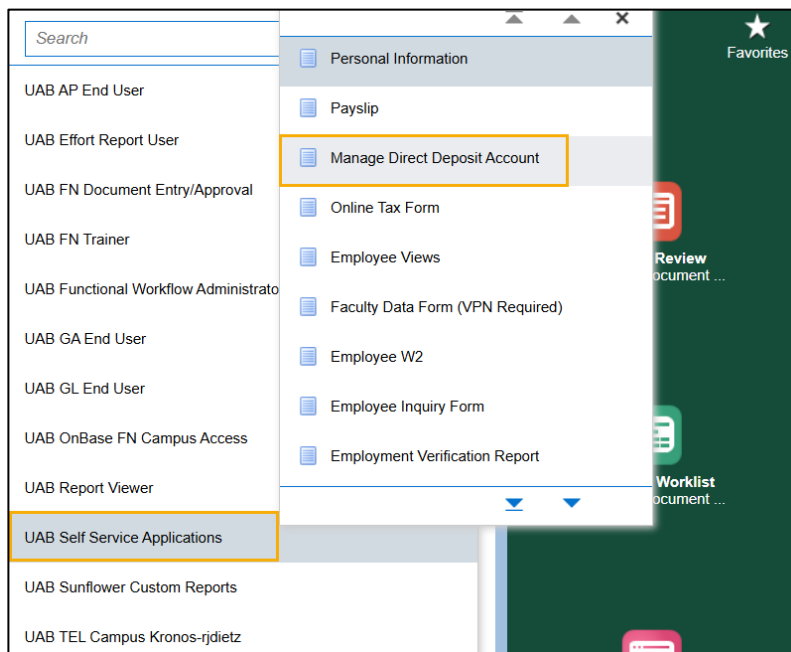 Search
UAB AP End User
UAB Effort Report User
UAB FN Document Entry/Approval
UAB FN Trainer
UAB Functional Workflow Administrato
UAB GA End User
UAB GL End User
UAB OnBase FN Campus Access
UAB Report Viewer
UAB Self Service Applications
UAB Sunflower Custom Reports
UAB TEL Campus Kronos-rjdietz
Personal Information
Payslip
Manage Direct Deposit Account
Online Tax Form
Employee Views
Faculty Data Form (VPN Required)
Employee W2
Employee Inquiry Form
Employment Verification Report
Favorites
Review
ocument ...
Worklist
ocument ...